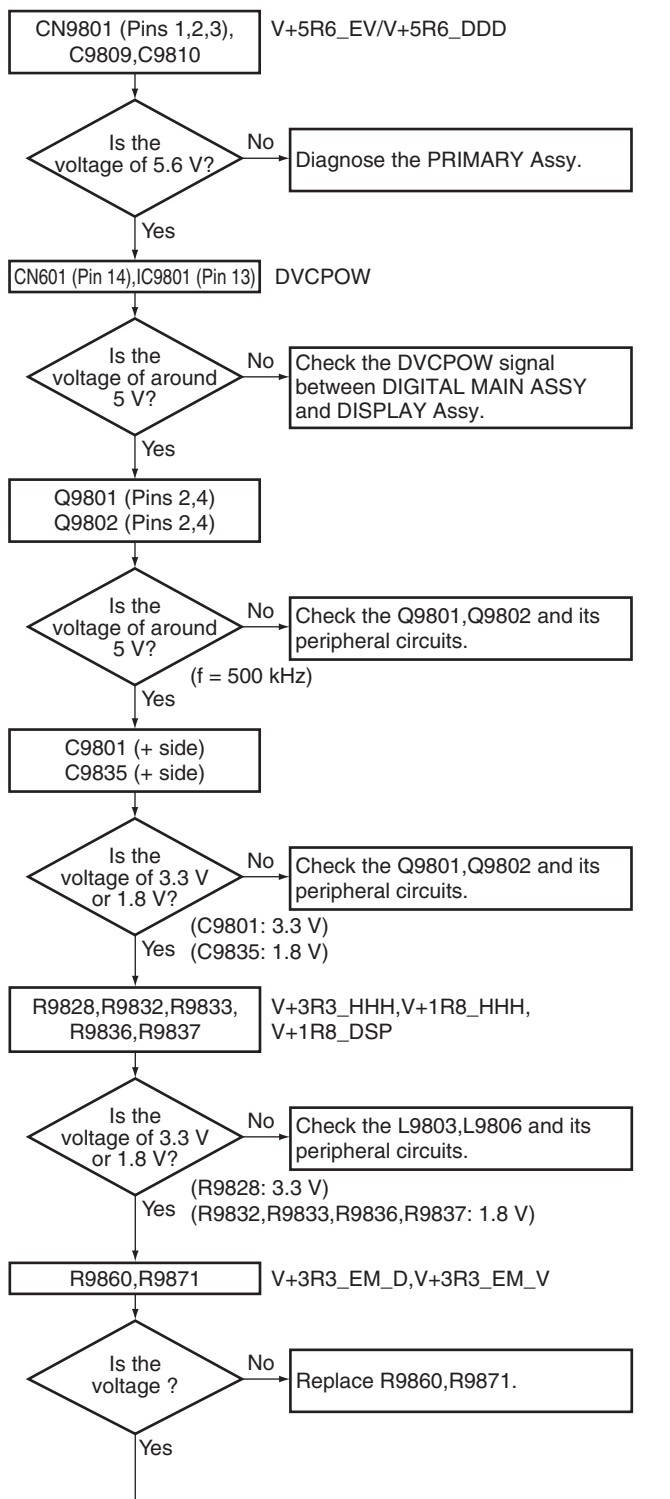 CN9801 (Pins 1,2,3),
C9809,C9810
V+5R6_EV/V+5R6_DDD
Is the
voltage of 5.6 V?
No
Diagnose the PRIMARY Assy.
Yes
CN601 (Pin 14),IC9801 (Pin 13)
DVCPOW
Is the
voltage of around
5 V?
No
Check the DVCPOW signal
between DIGITAL MAIN ASSY
and DISPLAY Assy.
Yes
Q9801 (Pins 2,4)
Q9802 (Pins 2,4)
Is the
voltage of around
5 V?
No
Check the Q9801,Q9802 and its
peripheral circuits.
(f = 500 kHz)
Yes
C9801 (+ side)
C9835 (+ side)
Is the
voltage of 3.3 V
or 1.8 V?
No
Check the Q9801,Q9802 and its
peripheral circuits.
(C9801: 3.3 V)
(C9835: 1.8 V)
Yes
R9828,R9832,R9833,
R9836,R9837
V+3R3_HHH,V+1R8_HHH,
V+1R8_DSP
Is the
voltage of 3.3 V
or 1.8 V?
No
Check the L9803,L9806 and its
peripheral circuits.
(R9828: 3.3 V)
(R9832,R9833,R9836,R9837: 1.8 V)
Yes
R9860,R9871
V+3R3_EM_D,V+3R3_EM_V
Is the
voltage ?
No
Replace R9860,R9871.
Yes